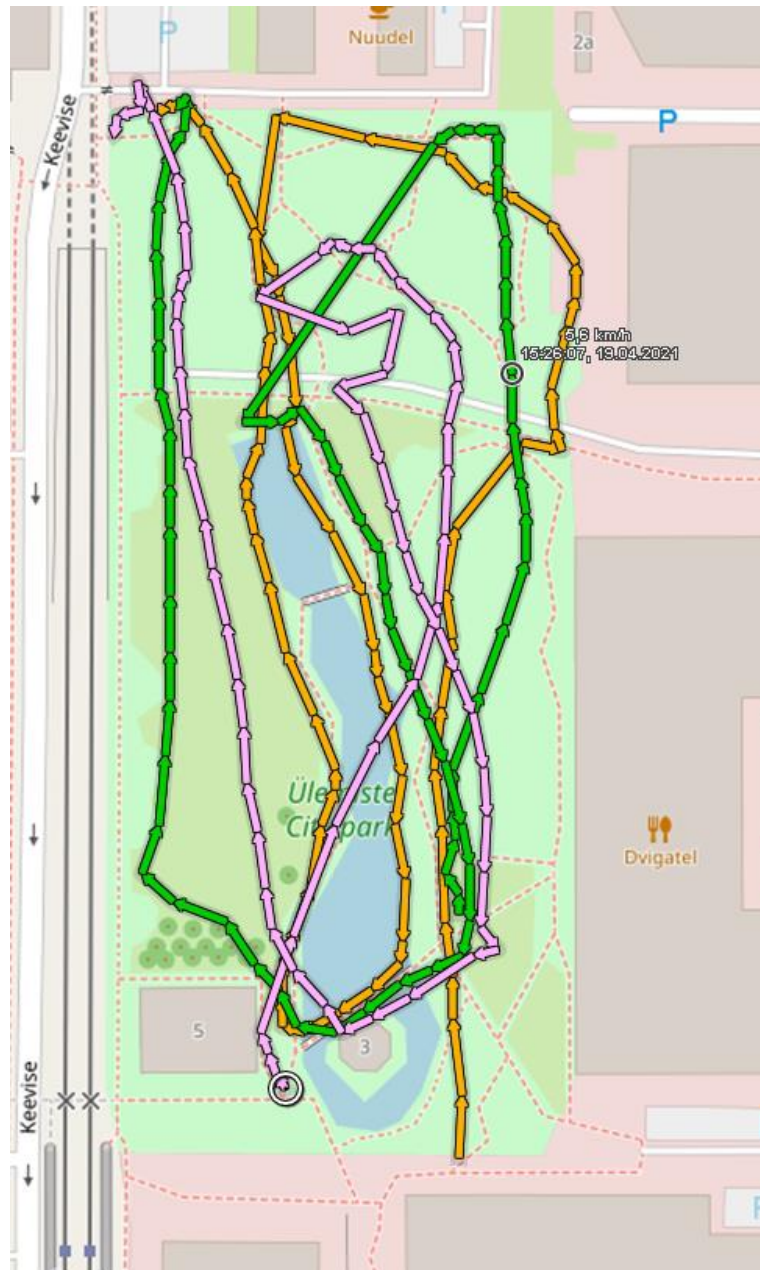 P
Nuudel
2a
P
Keevise
5,6 km/h
15:26:07, 19.04.2021
Dvigatel
5
3
Keevise